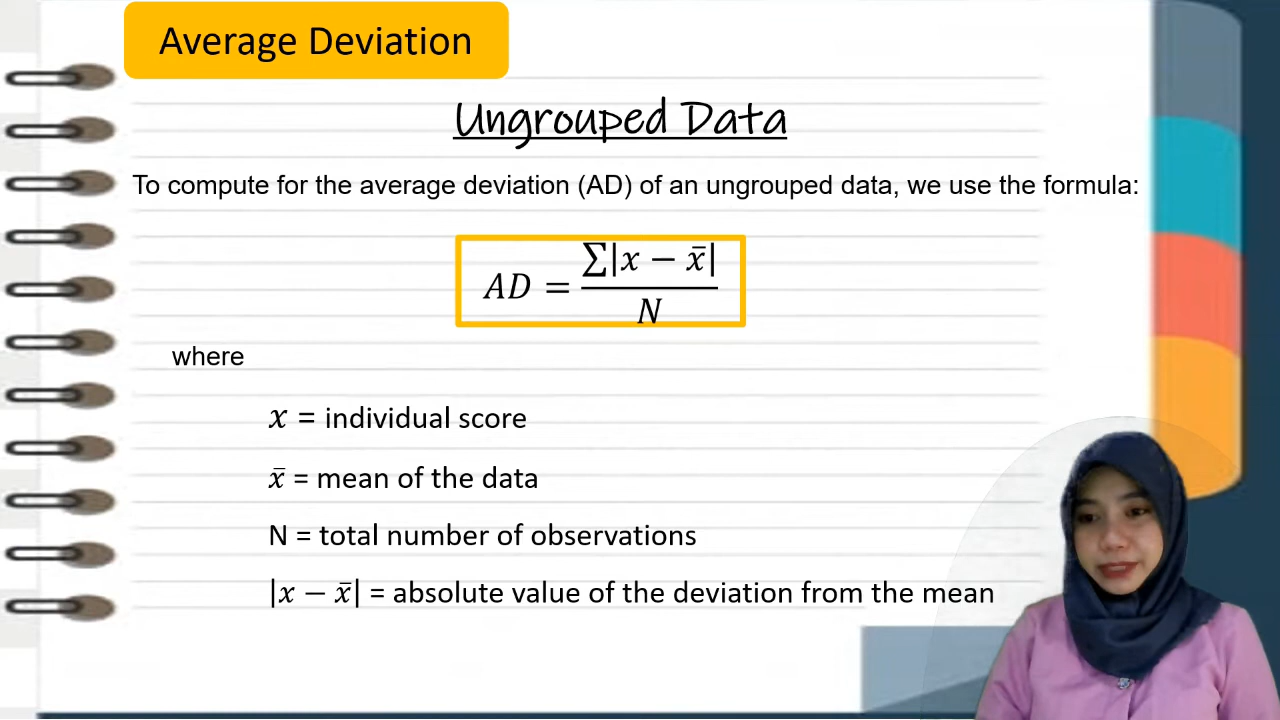 Average Deviation
Ungrouped Data
To compute for the average deviation (AD) of an ungrouped data, we use the formula:
AD = ∑|x − x̄| / N
where
x = individual score
x̄ = mean of the data
N = total number of observations
|x − x̄| = absolute value of the deviation from the mean